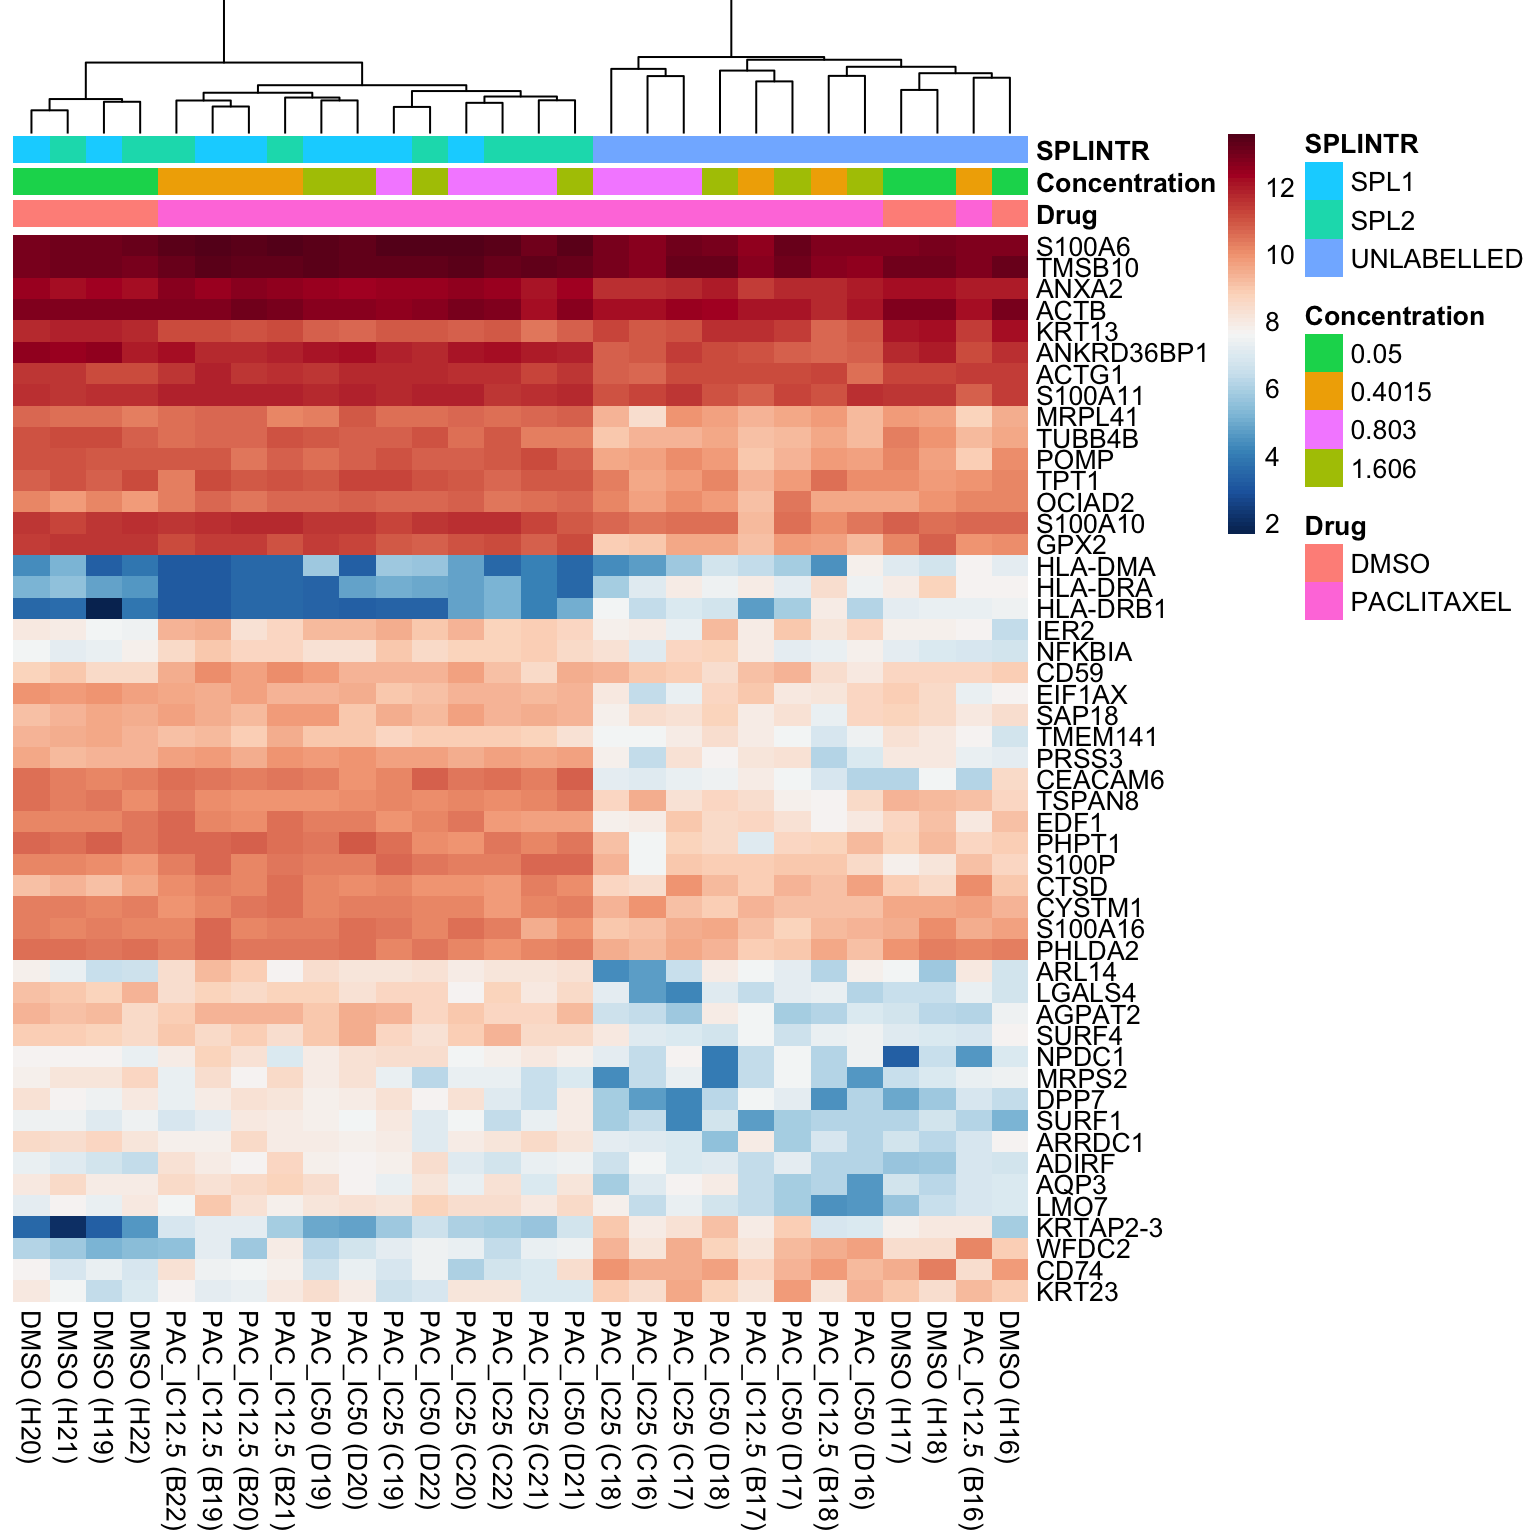 SPLINTR
Concentration
Drug
S100A6
TMSB10
ANXA2
ACTB
KRT13
ANKRD36BP1
ACTG1
S100A11
MRPL41
TUBB4B
POMP
TPT1
OCIAD2
S100A10
GPX2
HLA-DMA
HLA-DRA
HLA-DRB1
IER2
NFKBIA
CD59
EIF1AX
SAP18
TMEM141
PRSS3
CEACAM6
TSPAN8
EDF1
PHPT1
S100P
CTSD
CYSTM1
S100A16
PHLDA2
ARL14
LGALS4
AGPAT2
SURF4
NPDC1
MRPS2
DPP7
SURF1
ARRDC1
ADIRF
AQP3
LMO7
KRTAP2-3
WFDC2
CD74
KRT23
DMSO (H20)
DMSO (H21)
DMSO (H19)
DMSO (H22)
PAC_IC12.5 (B22)
PAC_IC12.5 (B19)
PAC_IC12.5 (B20)
PAC_IC12.5 (B21)
PAC_IC50 (D19)
PAC_IC50 (D20)
PAC_IC25 (C19)
PAC_IC50 (D22)
PAC_IC25 (C20)
PAC_IC25 (C22)
PAC_IC25 (C21)
PAC_IC50 (D21)
PAC_IC25 (C18)
PAC_IC25 (C16)
PAC_IC25 (C17)
PAC_IC50 (D18)
PAC_IC12.5 (B17)
PAC_IC50 (D17)
PAC_IC12.5 (B18)
PAC_IC50 (D16)
DMSO (H17)
DMSO (H18)
PAC_IC12.5 (B16)
DMSO (H16)
12
10
8
6
4
2
SPLINTR
SPL1
SPL2
UNLABELLED
Concentration
0.05
0.4015
0.803
1.606
Drug
DMSO
PACLITAXEL